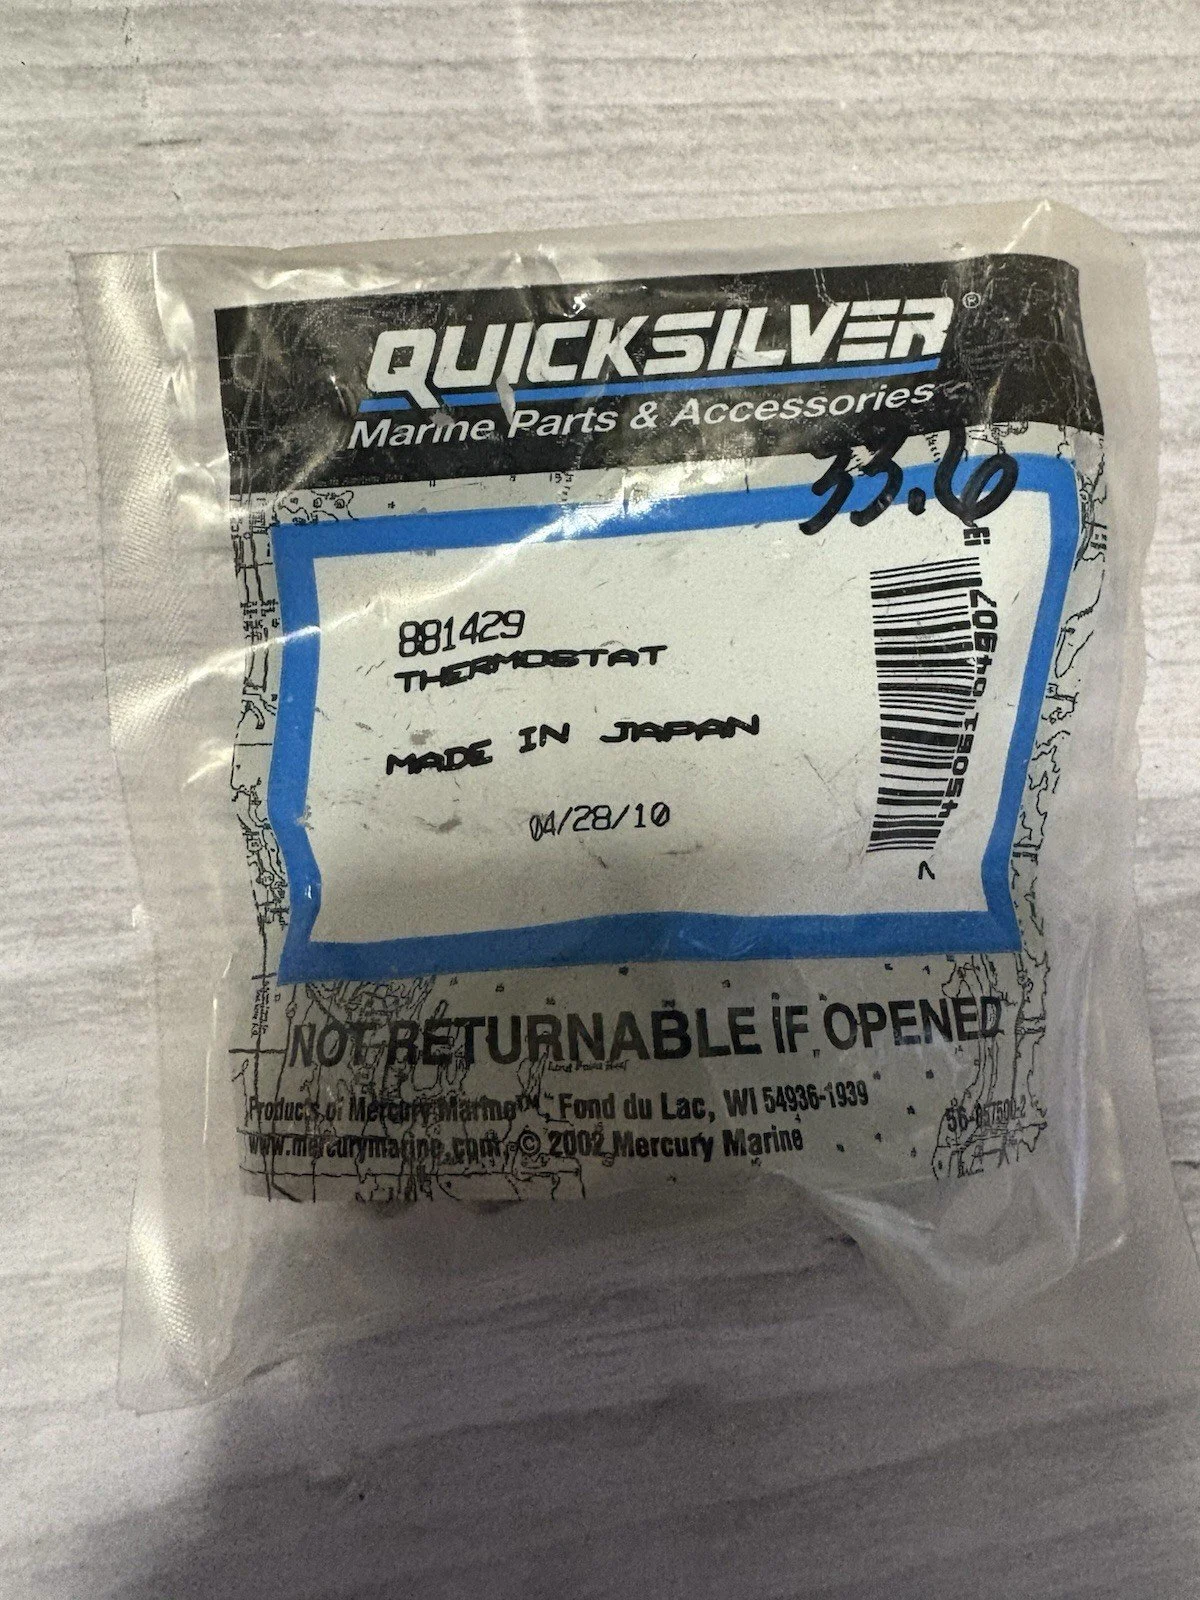 QUICKSILVER®
Marine Parts & Accessories
33.6
881429
THERMOSTAT
MADE IN JAPAN
04/28/10
NOT RETURNABLE IF OPENED
Products of Mercury Marine™, Fond du Lac, WI 54936-1939
www.mercurymarine.com, © 2002 Mercury Marine